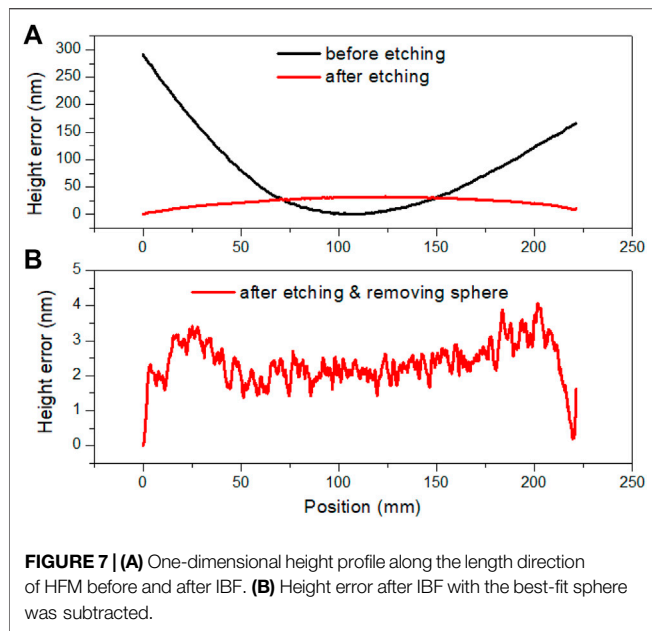 A
Height error (nm)
300
250
200
150
100
50
0
before etching
after etching
0 50 100 150 200 250
B
Height error (nm)
5
4
3
2
1
0
after etching & removing sphere
0 50 100 150 200 250
Position (mm)
FIGURE 7 | (A) One-dimensional height profile along the length direction
of HFM before and after IBF. (B) Height error after IBF with the best-fit sphere
was subtracted.